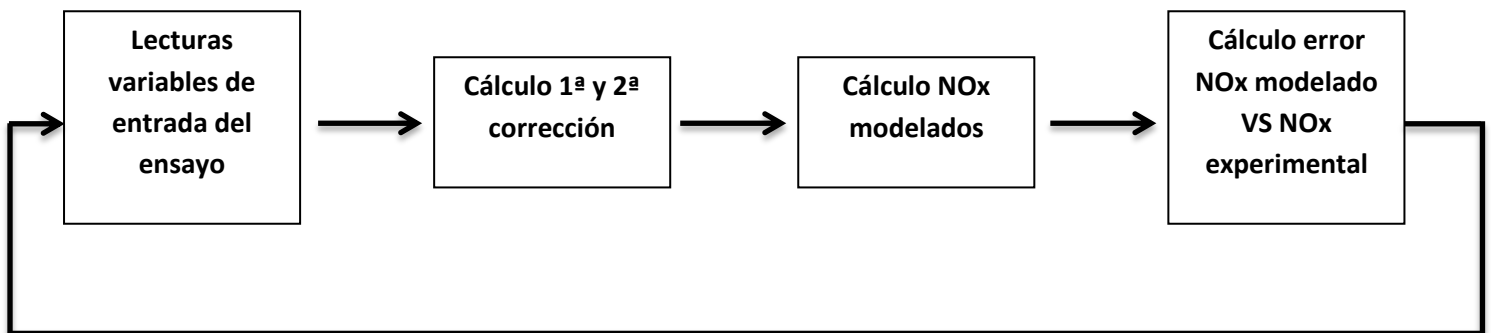 Lecturas
variables de
entrada del
ensayo
Cálculo 1ª y 2ª
corrección
Cálculo NOx
modelados
Cálculo error
NOx modelado
VS NOx
experimental